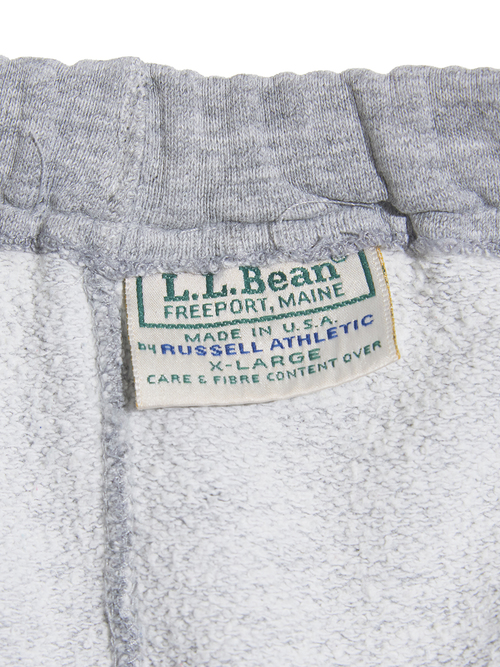 L.L.Bean®
FREEPORT, MAINE
MADE IN U.S.A.
by RUSSELL ATHLETIC
X-LARGE
CARE & FIBRE CONTENT OVER